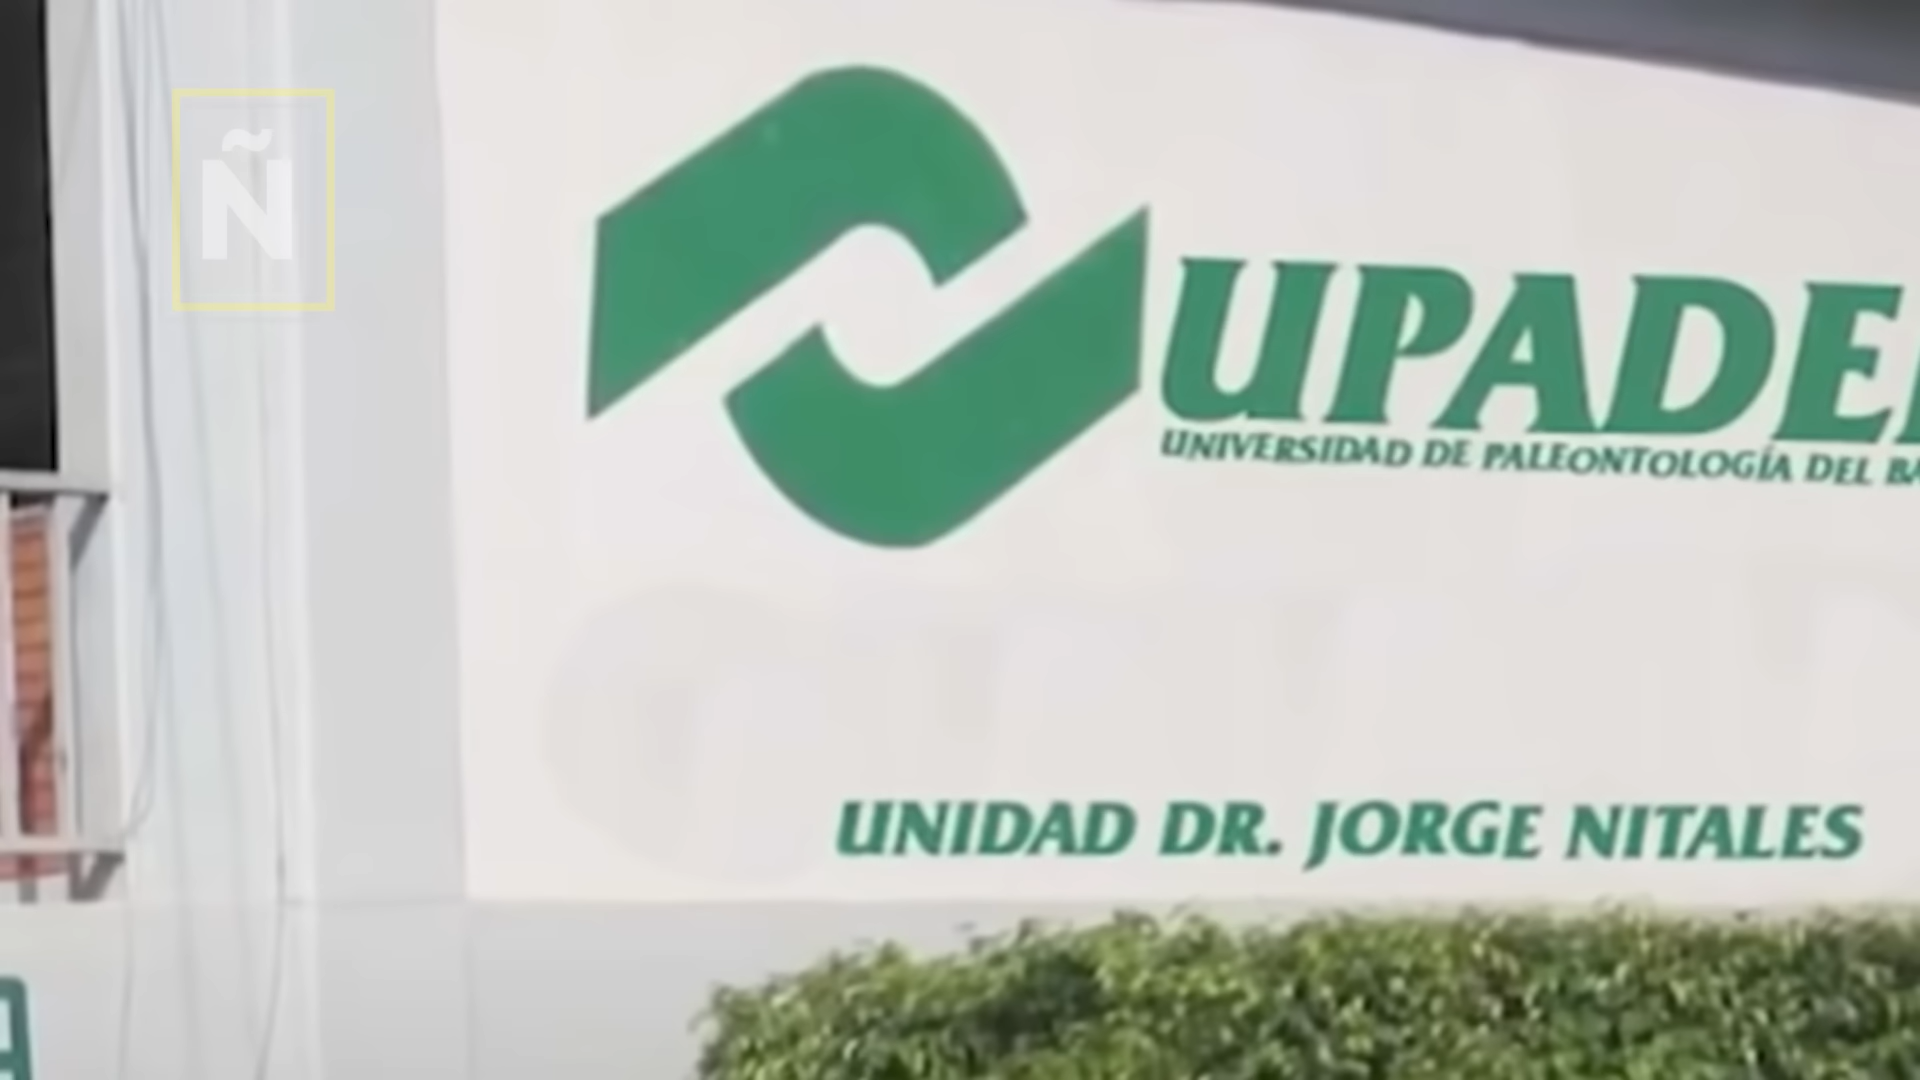 Ñ
UPADE
UNIVERSIDAD DE PALEONTOLOGÍA DEL
UNIDAD DR. JORGE NITALES